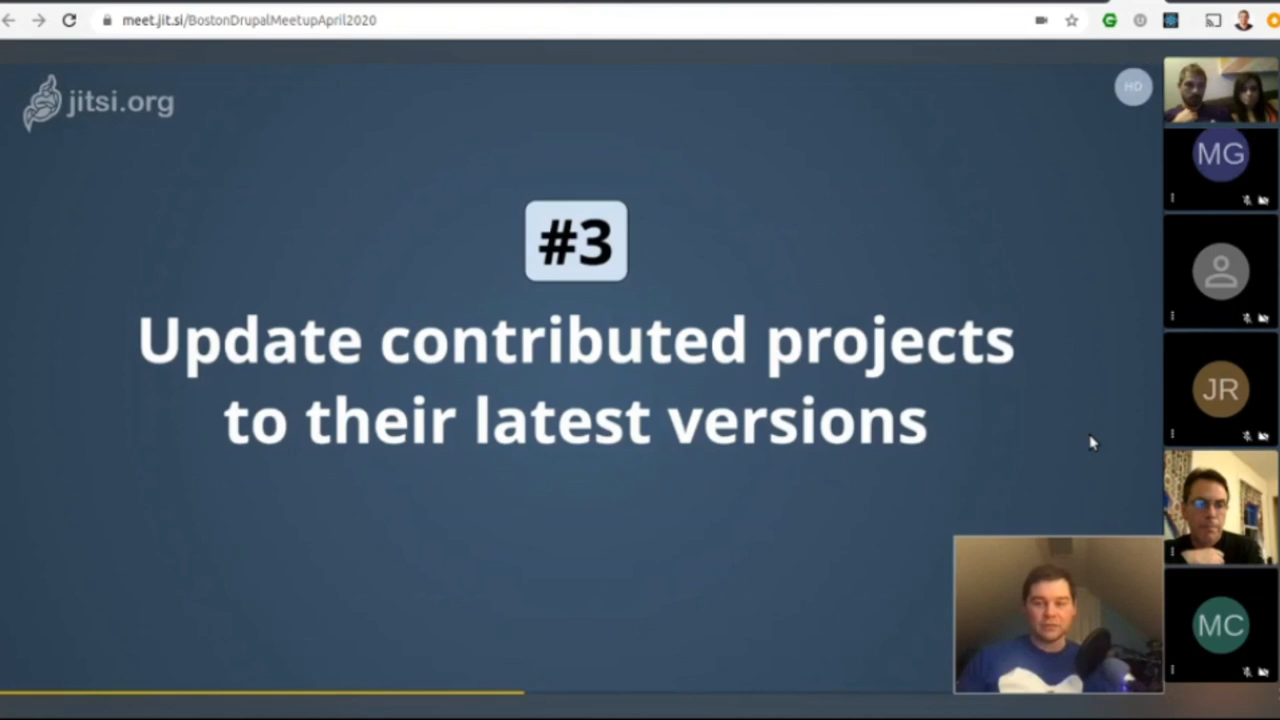 meet.jit.si/BostonDrupalMeetupApril2020
jitsi.org
HD
#3
Update contributed projects
to their latest versions
MG
JR
MC